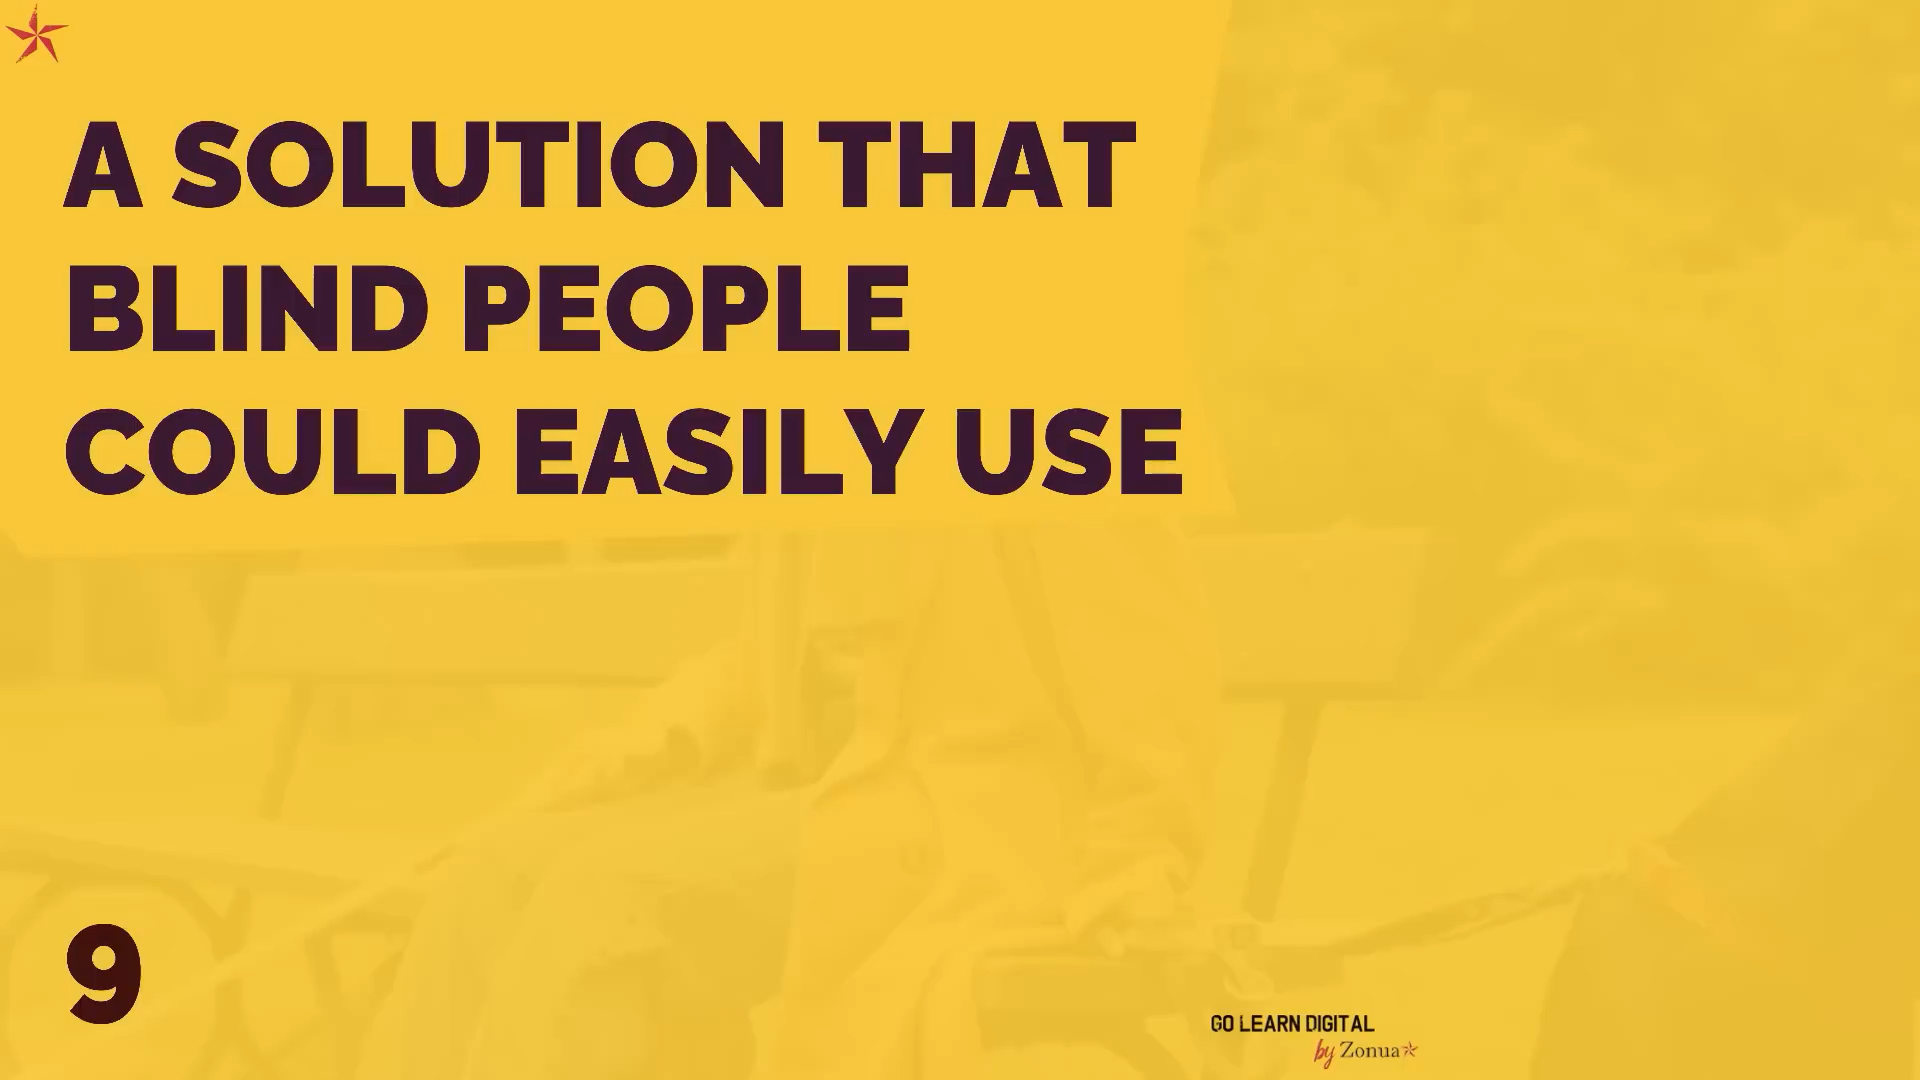 A SOLUTION THAT
BLIND PEOPLE
COULD EASILY USE
9
GO LEARN DIGITAL
by Zonua